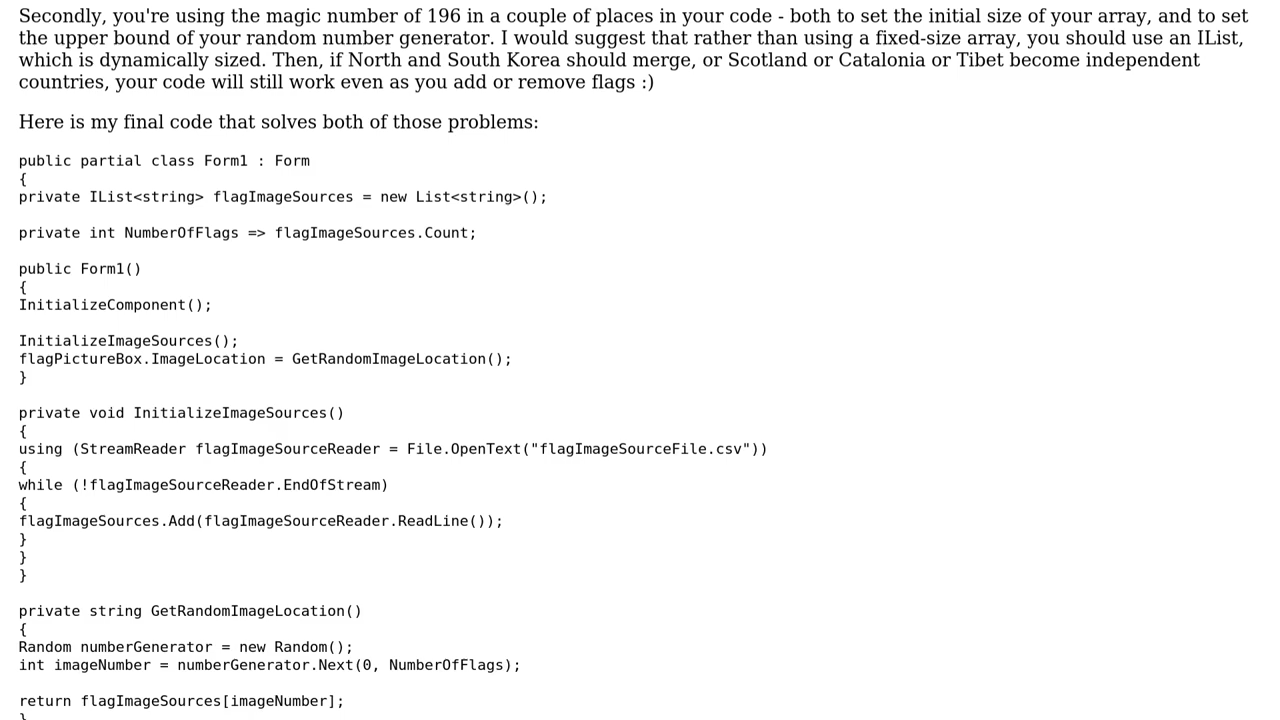 Secondly, you're using the magic number of 196 in a couple of places in your code - both to set the initial size of your array, and to set
the upper bound of your random number generator. I would suggest that rather than using a fixed-size array, you should use an IList,
which is dynamically sized. Then, if North and South Korea should merge, or Scotland or Catalonia or Tibet become independent
countries, your code will still work even as you add or remove flags :)
Here is my final code that solves both of those problems:
public partial class Form1 : Form
{
private IList<string> flagImageSources = new List<string>();
private int NumberOfFlags => flagImageSources.Count;
public Form1()
{
InitializeComponent();
InitializeImageSources();
flagPictureBox.ImageLocation = GetRandomImageLocation();
}
private void InitializeImageSources()
{
using (StreamReader flagImageSourceReader = File.OpenText("flagImageSourceFile.csv"))
{
while (!flagImageSourceReader.EndOfStream)
{
flagImageSources.Add(flagImageSourceReader.ReadLine());
}
}
}
private string GetRandomImageLocation()
{
Random numberGenerator = new Random();
int imageNumber = numberGenerator.Next(0, NumberOfFlags);
return flagImageSources[imageNumber];
}